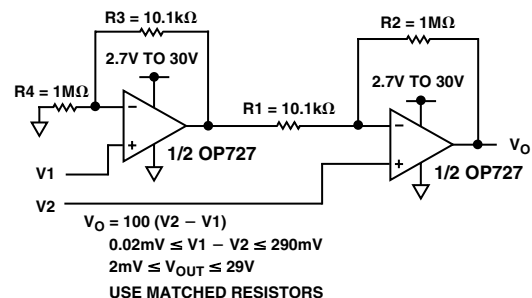 R3 = 10.1kΩ
R2 = 1MΩ
2.7V TO 30V
2.7V TO 30V
R4 = 1MΩ
R1 = 10.1kΩ
−
+
−
+
V1
1/2 OP727
VO
1/2 OP727
V2
VO = 100 (V2 − V1)
0.02mV ≤ V1 − V2 ≤ 290mV
2mV ≤ VOUT ≤ 29V
USE MATCHED RESISTORS